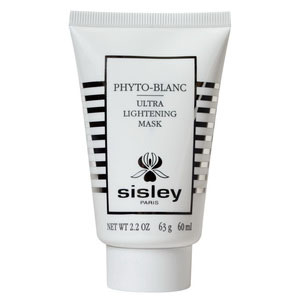 PHYTO-BLANC
ULTRA
LIGHTENING
MASK
sisley
PARIS
NET WT 2.2 OZ 63 g 60 ml